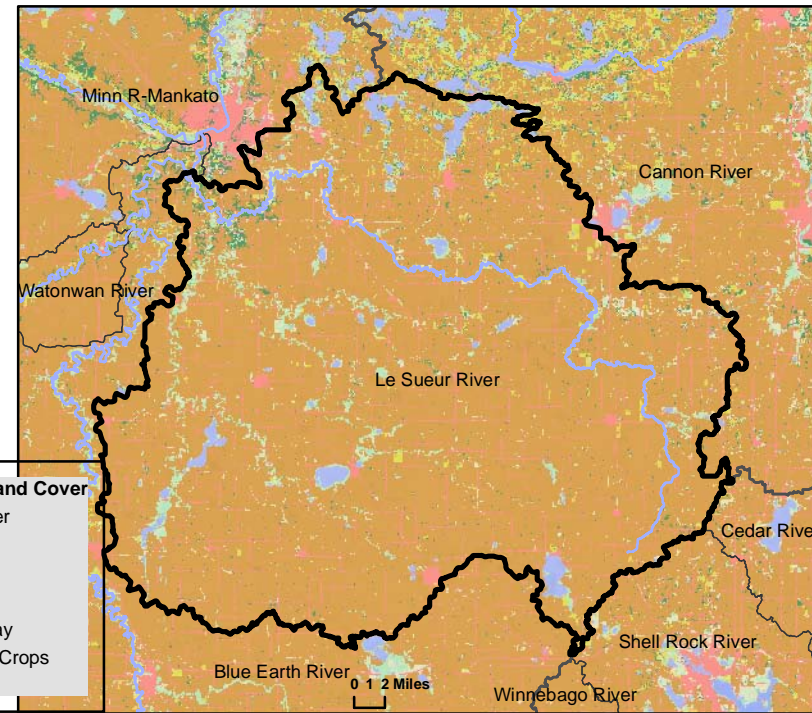 Minn R-Mankato
Cannon River
Watonwan River
Le Sueur River
and Cover
er
ay
Crops
Cedar Rive
Shell Rock River
Blue Earth River
0 1 2 Miles
Winnebago River